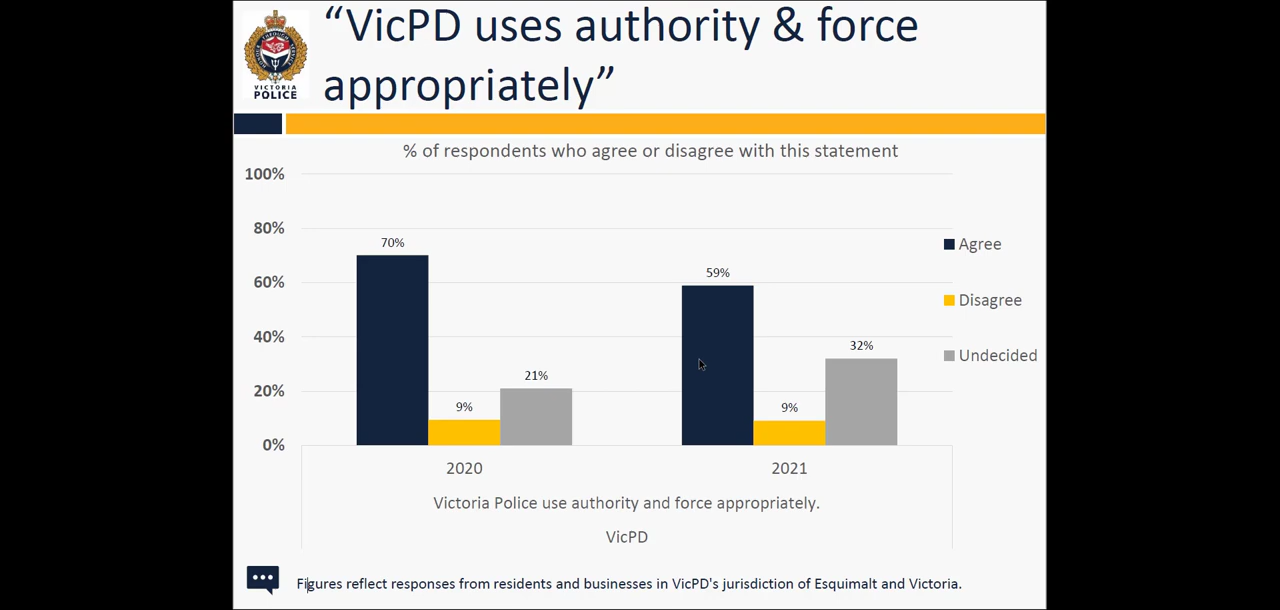 “VicPD uses authority & force
appropriately”
VICTORIA
POLICE
% of respondents who agree or disagree with this statement
100%
80%
60%
40%
20%
0%
70%
9%
21%
59%
9%
32%
Agree
Disagree
Undecided
2020
2021
Victoria Police use authority and force appropriately.
VicPD
Figures reflect responses from residents and businesses in VicPD's jurisdiction of Esquimalt and Victoria.